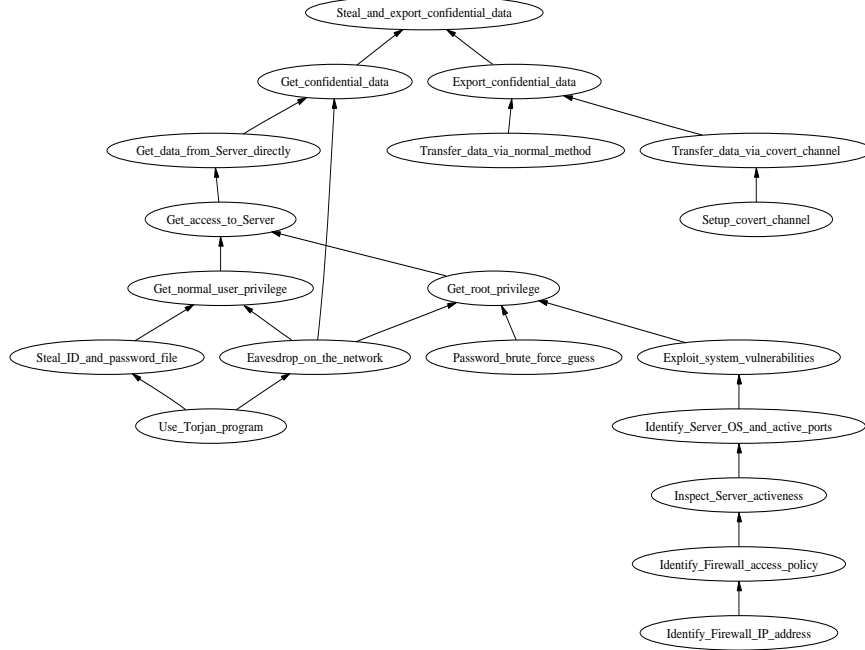 Steal_and_export_confidential_data
Get_confidential_data
Export_confidential_data
Get_data_from_Server_directly
Transfer_data_via_normal_method
Transfer_data_via_covert_channel
Get_access_to_Server
Setup_covert_channel
Get_normal_user_privilege
Get_root_privilege
Steal_ID_and_password_file
Eavesdrop_on_the_network
Password_brute_force_guess
Exploit_system_vulnerabilities
Use_Torjan_program
Identify_Server_OS_and_active_ports
Inspect_Server_activeness
Identify_Firewall_access_policy
Identify_Firewall_IP_address